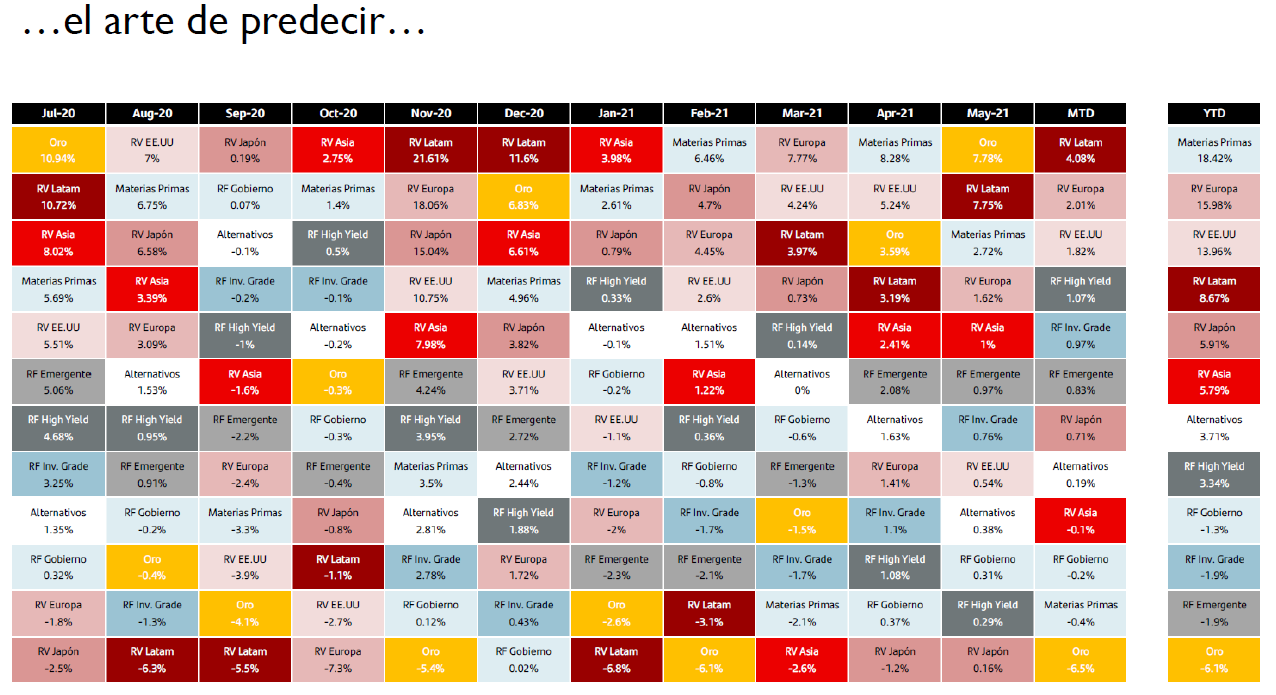 …el arte de predecir…
Jul-20 Aug-20 Sep-20 Oct-20 Nov-20 Dec-20 Jan-21 Feb-21 Mar-21 Apr-21 May-21 MTD YTD
Oro RV EE.UU RV Japón RV Asia RV Latam RV Latam RV Asia Materias Primas RV Europa Materias Primas Oro RV Latam Materias Primas
10.94% 7% 0.19% 2.75% 21.61% 11.6% 3.98% 6.46% 7.77% 8.28% 7.78% 4.08% 18.42%
RV Latam Materias Primas RF Gobierno Materias Primas RV Europa Oro Materias Primas RV Japón RV EE.UU RV EE.UU RV Latam RV Europa RV Europa
10.72% 6.75% 0.07% 1.4% 18.06% 6.83% 2.61% 4.7% 4.24% 5.24% 7.75% 2.01% 15.98%
RV Asia RV Japón Alternativos RF High Yield RV Japón RV Asia RV Japón RV Europa RV Latam Oro Materias Primas RV EE.UU RV EE.UU
8.02% 6.58% -0.1% 0.5% 15.04% 6.61% 0.79% 4.45% 3.97% 3.59% 2.72% 1.82% 13.96%
Materias Primas RV Asia RF Inv. Grade RF Inv. Grade RV EE.UU Materias Primas RF High Yield RV EE.UU RV Japón RV Latam RV Europa RF High Yield RV Latam
5.69% 3.39% -0.2% -0.1% 10.75% 4.96% 0.33% 2.6% 0.73% 3.19% 1.62% 1.07% 8.67%
RV EE.UU RV Europa RF High Yield Alternativos RV Asia RV Japón Alternativos Alternativos RF High Yield RV Asia RV Asia RF Inv. Grade RV Japón
5.51% 3.09% -1% -0.2% 7.98% 3.82% -0.1% 1.51% 0.14% 2.41% 1% 0.97% 5.91%
RF Emergente Alternativos RV Asia Oro RF Emergente RV EE.UU RF Gobierno RV Asia Alternativos RF Emergente RF Emergente RF Emergente RV Asia
5.06% 1.53% -1.6% -0.3% 4.24% 3.71% -0.2% 1.22% 0% 2.08% 0.97% 0.83% 5.79%
RF High Yield RF High Yield RF Emergente RF Gobierno RF High Yield RF Emergente RV EE.UU RF High Yield RF Gobierno Alternativos RF Inv. Grade RV Japón Alternativos
4.68% 0.95% -2.2% -0.3% 3.95% 2.72% -1.1% 0.36% -0.6% 1.63% 0.76% 0.71% 3.71%
RF Inv. Grade RF Emergente RV Europa RF Emergente Materias Primas Alternativos RF Inv. Grade RF Gobierno RF Emergente RV Europa RV EE.UU Alternativos RF High Yield
3.25% 0.91% -2.4% -0.4% 3.5% 2.44% -1.2% -0.8% -1.3% 1.41% 0.54% 0.19% 3.34%
Alternativos RF Gobierno Materias Primas RV Japón Alternativos RF High Yield RV Europa RF Inv. Grade Oro RF Inv. Grade Alternativos RV Asia RF Gobierno
1.35% -0.2% -3.3% -0.8% 2.81% 1.88% -2% -1.7% -1.5% 1.1% 0.38% -0.1% -1.3%
RF Gobierno Oro RV EE.UU RV Latam RF Inv. Grade RV Europa RF Emergente RF Emergente RF Inv. Grade RF High Yield RF Gobierno RF Gobierno RF Inv. Grade
0.32% -0.4% -3.9% -1.1% 2.78% 1.72% -2.3% -2.1% -1.7% 1.08% 0.31% -0.2% -1.9%
RV Europa RF Inv. Grade Oro RV EE.UU RF Gobierno RF Inv. Grade Oro RV Latam Materias Primas RF Gobierno RF High Yield Materias Primas RF Emergente
-1.8% -1.3% -4.1% -2.7% 0.12% 0.43% -2.6% -3.1% -2.1% 0.37% 0.29% -0.4% -1.9%
RV Japón RV Latam RV Latam RV Europa Oro RF Gobierno RV Latam Oro RV Asia RV Japón RV Japón Oro Oro
-2.5% -6.3% -5.5% -7.3% -5.4% 0.02% -6.8% -6.1% -2.6% -1.2% 0.16% -6.5% -6.1%